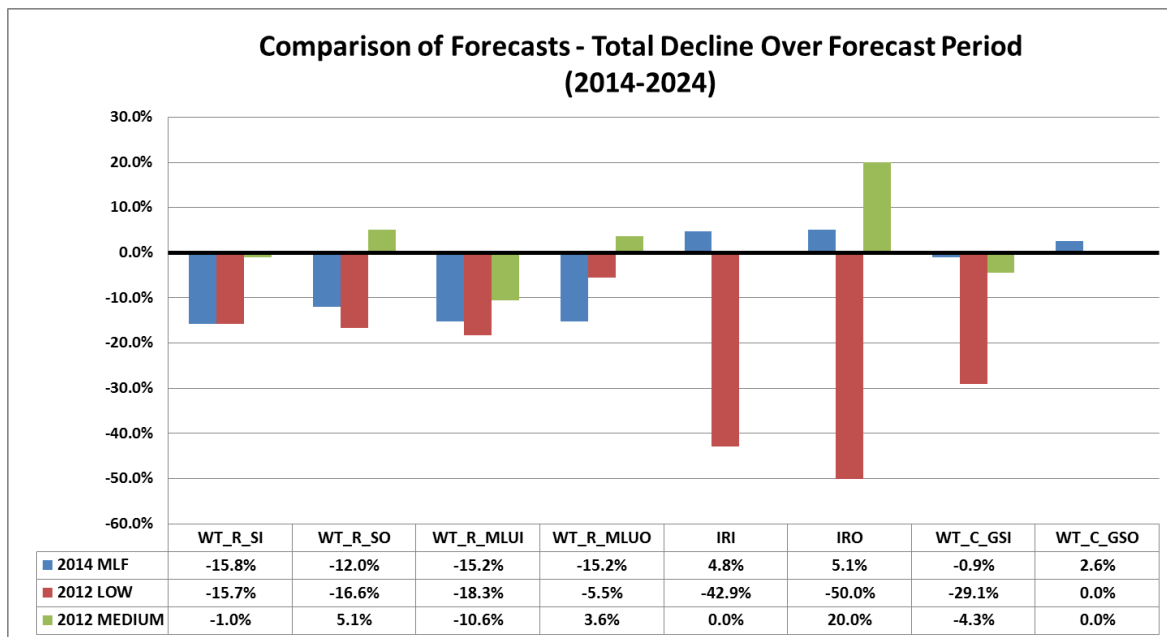 Comparison of Forecasts - Total Decline Over Forecast Period
(2014-2024)
30.0%
20.0%
10.0%
0.0%
-10.0%
-20.0%
-30.0%
-40.0%
-50.0%
-60.0%
WT_R_SI WT_R_SO WT_R_MLUI WT_R_MLUO IRI IRO WT_C_GSI WT_C_GSO
2014 MLF -15.8% -12.0% -15.2% -15.2% 4.8% 5.1% -0.9% 2.6%
2012 LOW -15.7% -16.6% -18.3% -5.5% -42.9% -50.0% -29.1% 0.0%
2012 MEDIUM -1.0% 5.1% -10.6% 3.6% 0.0% 20.0% -4.3% 0.0%